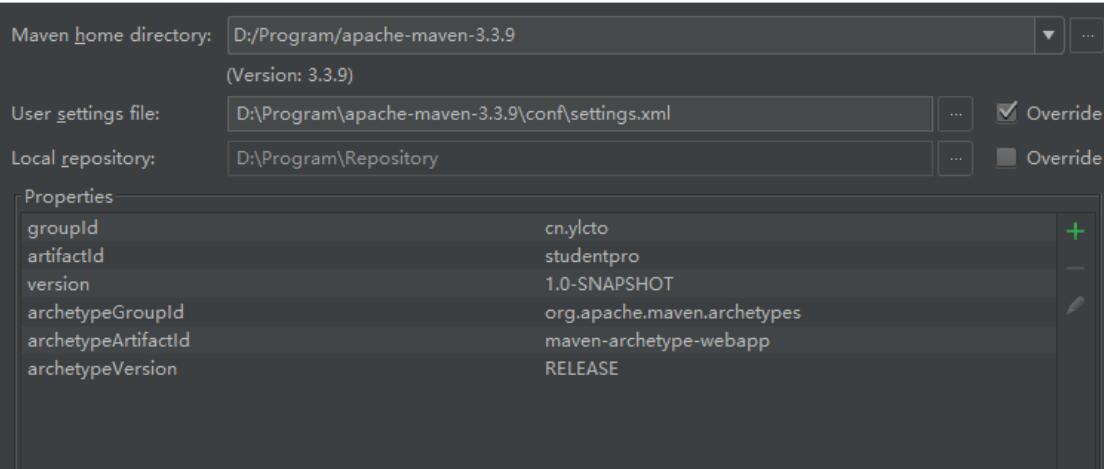 Maven home directory: D:/Program/apache-maven-3.3.9 ...
(Version: 3.3.9)
User settings file: D:\Program\apache-maven-3.3.9\conf\settings.xml ... Override
Local repository: D:\Program\Repository ... Override
Properties
groupId cn.ylcto
artifactId studentpro
version 1.0-SNAPSHOT
archetypeGroupId org.apache.maven.archetypes
archetypeArtifactId maven-archetype-webapp
archetypeVersion RELEASE